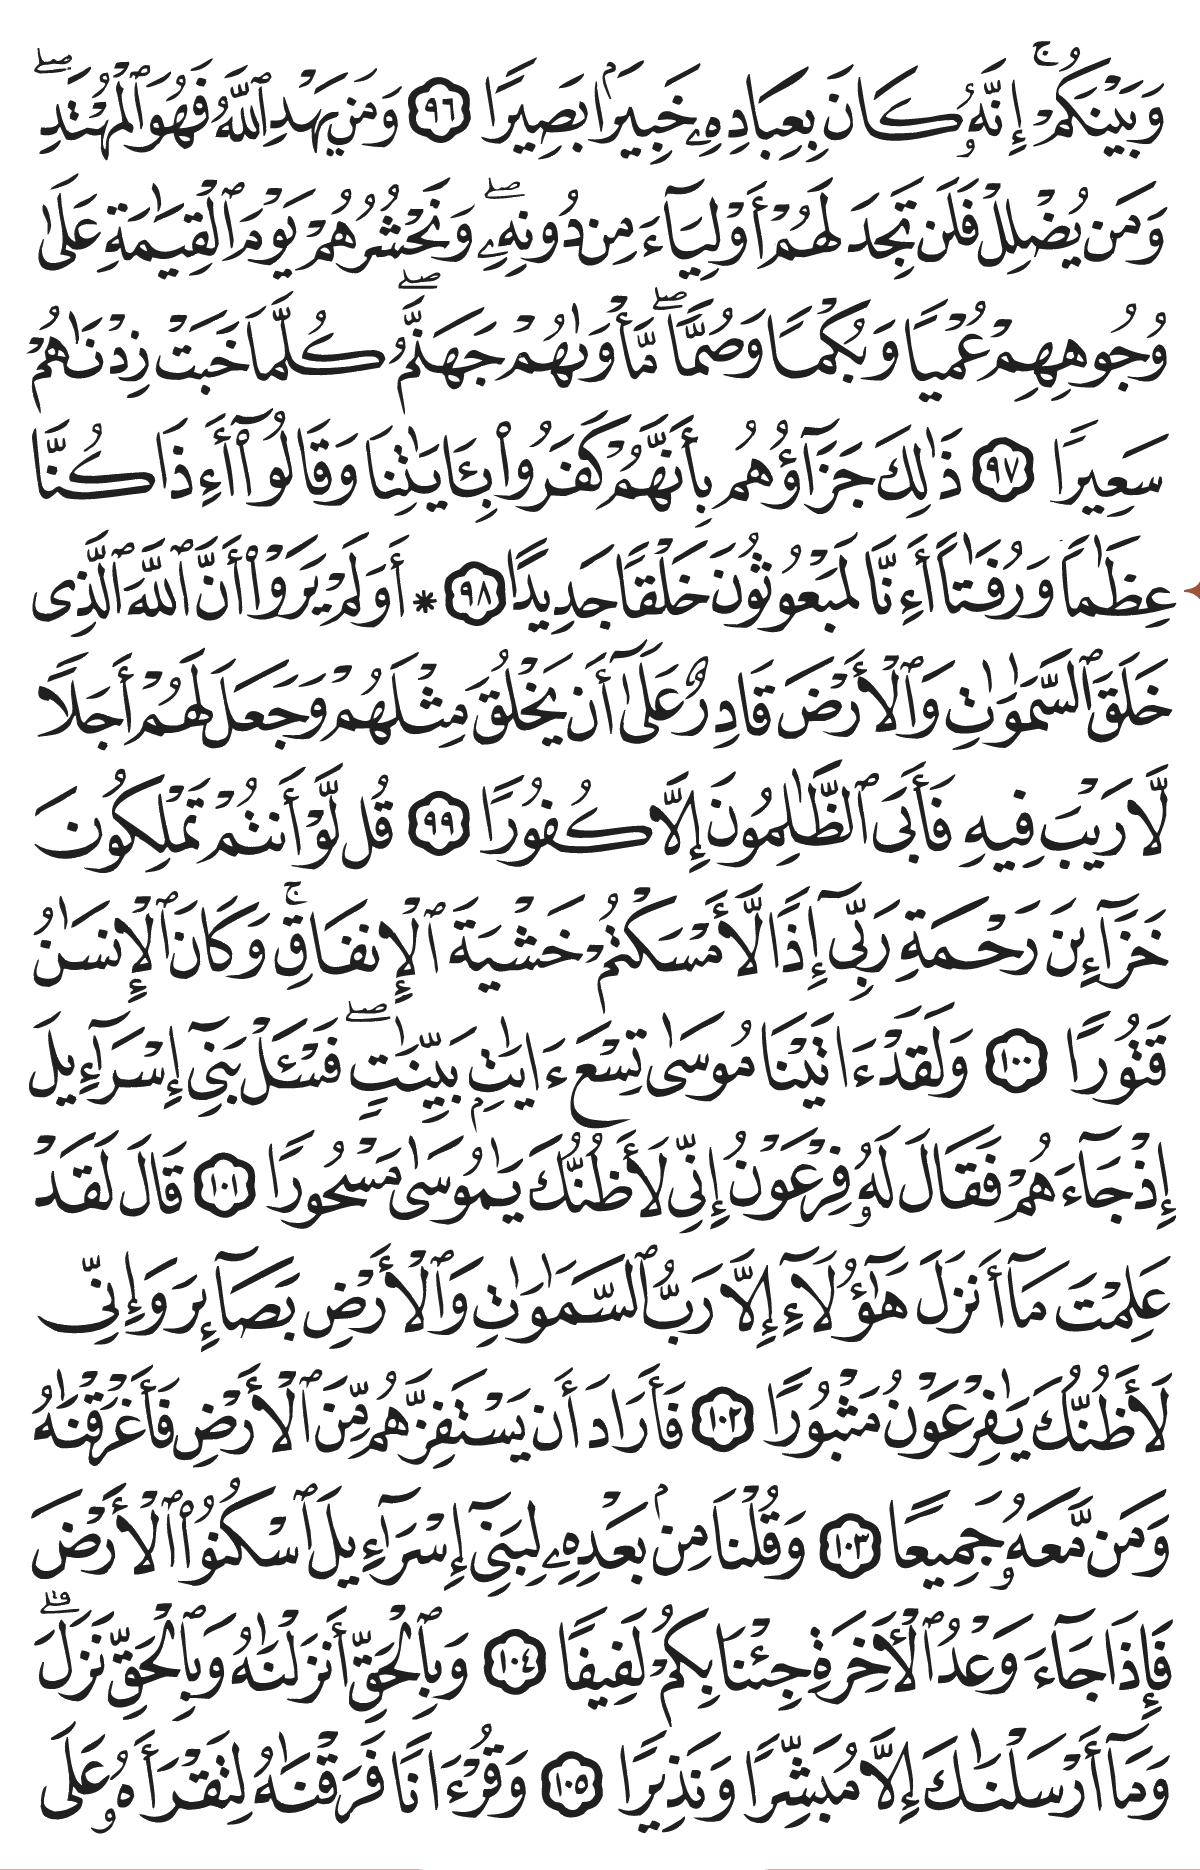 وَبَيْنَكُمْ ۚ إِنَّهُۥ كَانَ بِعِبَادِهِۦ خَبِيرَۢا بَصِيرًا ٩٦ وَمَن يَهْدِ ٱللَّهُ فَهُوَ ٱلْمُهْتَدِ ۖ
وَمَن يُضْلِلْ فَلَن تَجِدَ لَهُمْ أَوْلِيَآءَ مِن دُونِهِۦ ۖ وَنَحْشُرُهُمْ يَوْمَ ٱلْقِيَـٰمَةِ عَلَىٰ
وُجُوهِهِمْ عُمْيًا وَبُكْمًا وَصُمًّا ۖ مَّأْوَىٰهُمْ جَهَنَّمُ ۖ كُلَّمَا خَبَتْ زِدْنَـٰهُمْ
سَعِيرًا ٩٧ ذَٰلِكَ جَزَآؤُهُم بِأَنَّهُمْ كَفَرُوا۟ بِـَٔايَـٰتِنَا وَقَالُوٓا۟ أَءِذَا كُنَّا
عِظَـٰمًا وَرُفَـٰتًا أَءِنَّا لَمَبْعُوثُونَ خَلْقًا جَدِيدًا ٩٨ * أَوَلَمْ يَرَوْا۟ أَنَّ ٱللَّهَ ٱلَّذِى
خَلَقَ ٱلسَّمَـٰوَٰتِ وَٱلْأَرْضَ قَادِرٌ عَلَىٰٓ أَن يَخْلُقَ مِثْلَهُمْ وَجَعَلَ لَهُمْ أَجَلًا
لَّا رَيْبَ فِيهِ فَأَبَى ٱلظَّـٰلِمُونَ إِلَّا كُفُورًا ٩٩ قُل لَّوْ أَنتُمْ تَمْلِكُونَ
خَزَآئِنَ رَحْمَةِ رَبِّىٓ إِذًا لَّأَمْسَكْتُمْ خَشْيَةَ ٱلْإِنفَاقِ ۚ وَكَانَ ٱلْإِنسَـٰنُ
قَتُورًا ١٠٠ وَلَقَدْ ءَاتَيْنَا مُوسَىٰ تِسْعَ ءَايَـٰتِۭ بَيِّنَـٰتٍ ۖ فَسْـَٔلْ بَنِىٓ إِسْرَٰٓءِيلَ
إِذْ جَآءَهُمْ فَقَالَ لَهُۥ فِرْعَوْنُ إِنِّى لَأَظُنُّكَ يَـٰمُوسَىٰ مَسْحُورًا ١٠١ قَالَ لَقَدْ
عَلِمْتَ مَآ أَنزَلَ هَـٰٓؤُلَآءِ إِلَّا رَبُّ ٱلسَّمَـٰوَٰتِ وَٱلْأَرْضِ بَصَآئِرَ وَإِنِّى
لَأَظُنُّكَ يَـٰفِرْعَوْنُ مَثْبُورًا ١٠٢ فَأَرَادَ أَن يَسْتَفِزَّهُم مِّنَ ٱلْأَرْضِ فَأَغْرَقْنَـٰهُ
وَمَن مَّعَهُۥ جَمِيعًا ١٠٣ وَقُلْنَا مِنۢ بَعْدِهِۦ لِبَنِىٓ إِسْرَٰٓءِيلَ ٱسْكُنُوا۟ ٱلْأَرْضَ
فَإِذَا جَآءَ وَعْدُ ٱلْـَٔاخِرَةِ جِئْنَا بِكُمْ لَفِيفًا ١٠٤ وَبِٱلْحَقِّ أَنزَلْنَـٰهُ وَبِٱلْحَقِّ نَزَلَ ۗ
وَمَآ أَرْسَلْنَـٰكَ إِلَّا مُبَشِّرًا وَنَذِيرًا ١٠٥ وَقُرْءَانًا فَرَقْنَـٰهُ لِتَقْرَأَهُۥ عَلَى